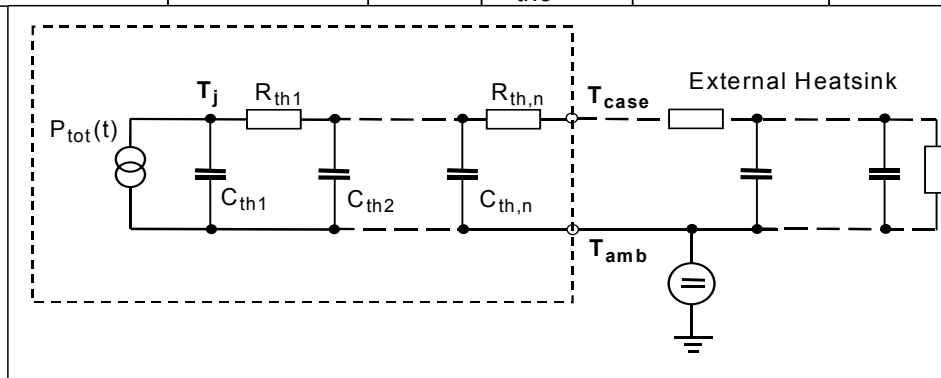 External Heatsink
Tj
Rth1
Rth,n
Tcase
Ptot(t)
Cth1
Cth2
Cth,n
Tamb